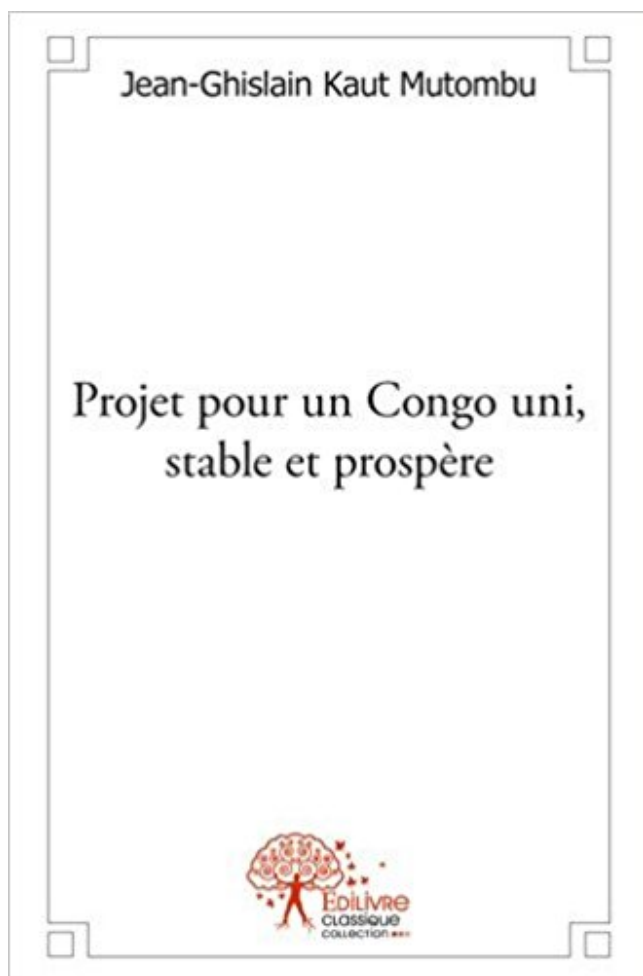 Jean-Ghislain Kaut Mutombu
Projet pour un Congo uni,
stable et prospère
EDILIVRE
CLASSIQUE
COLLECTION